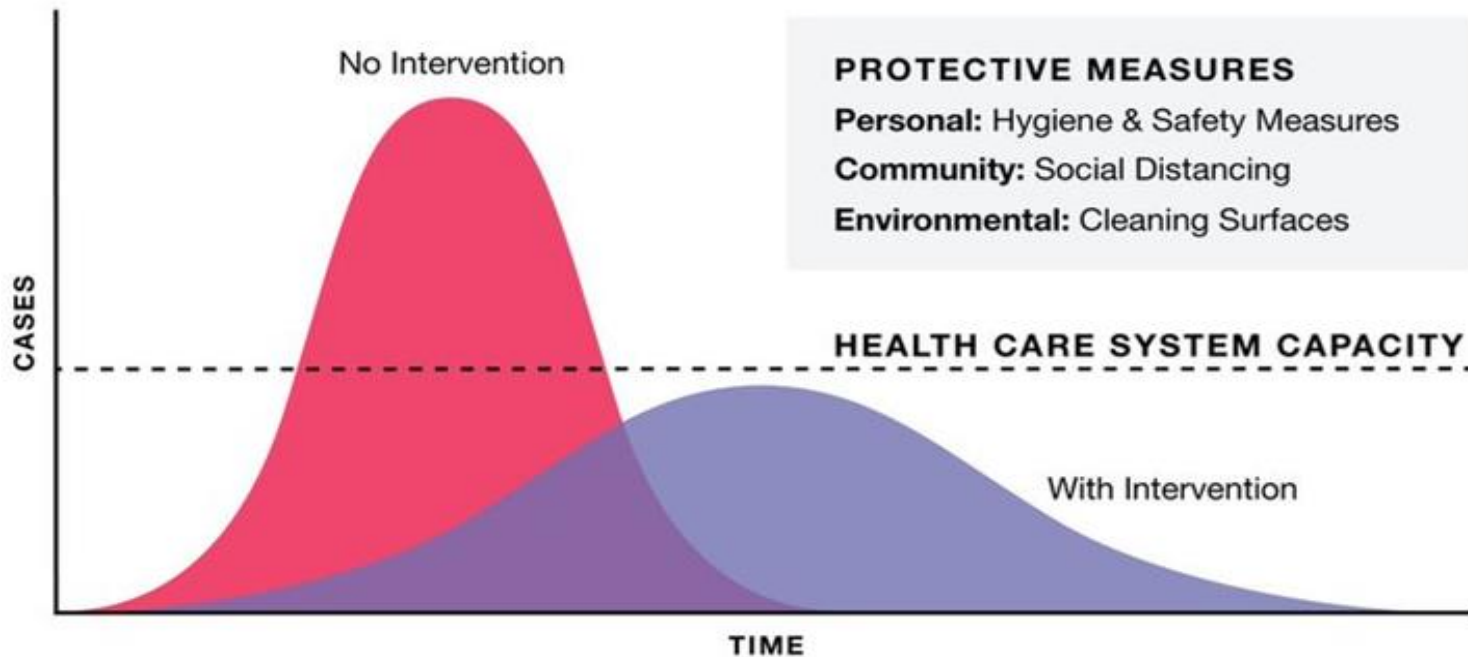 No Intervention
PROTECTIVE MEASURES
Personal: Hygiene & Safety Measures
Community: Social Distancing
Environmental: Cleaning Surfaces
CASES
HEALTH CARE SYSTEM CAPACITY
With Intervention
TIME